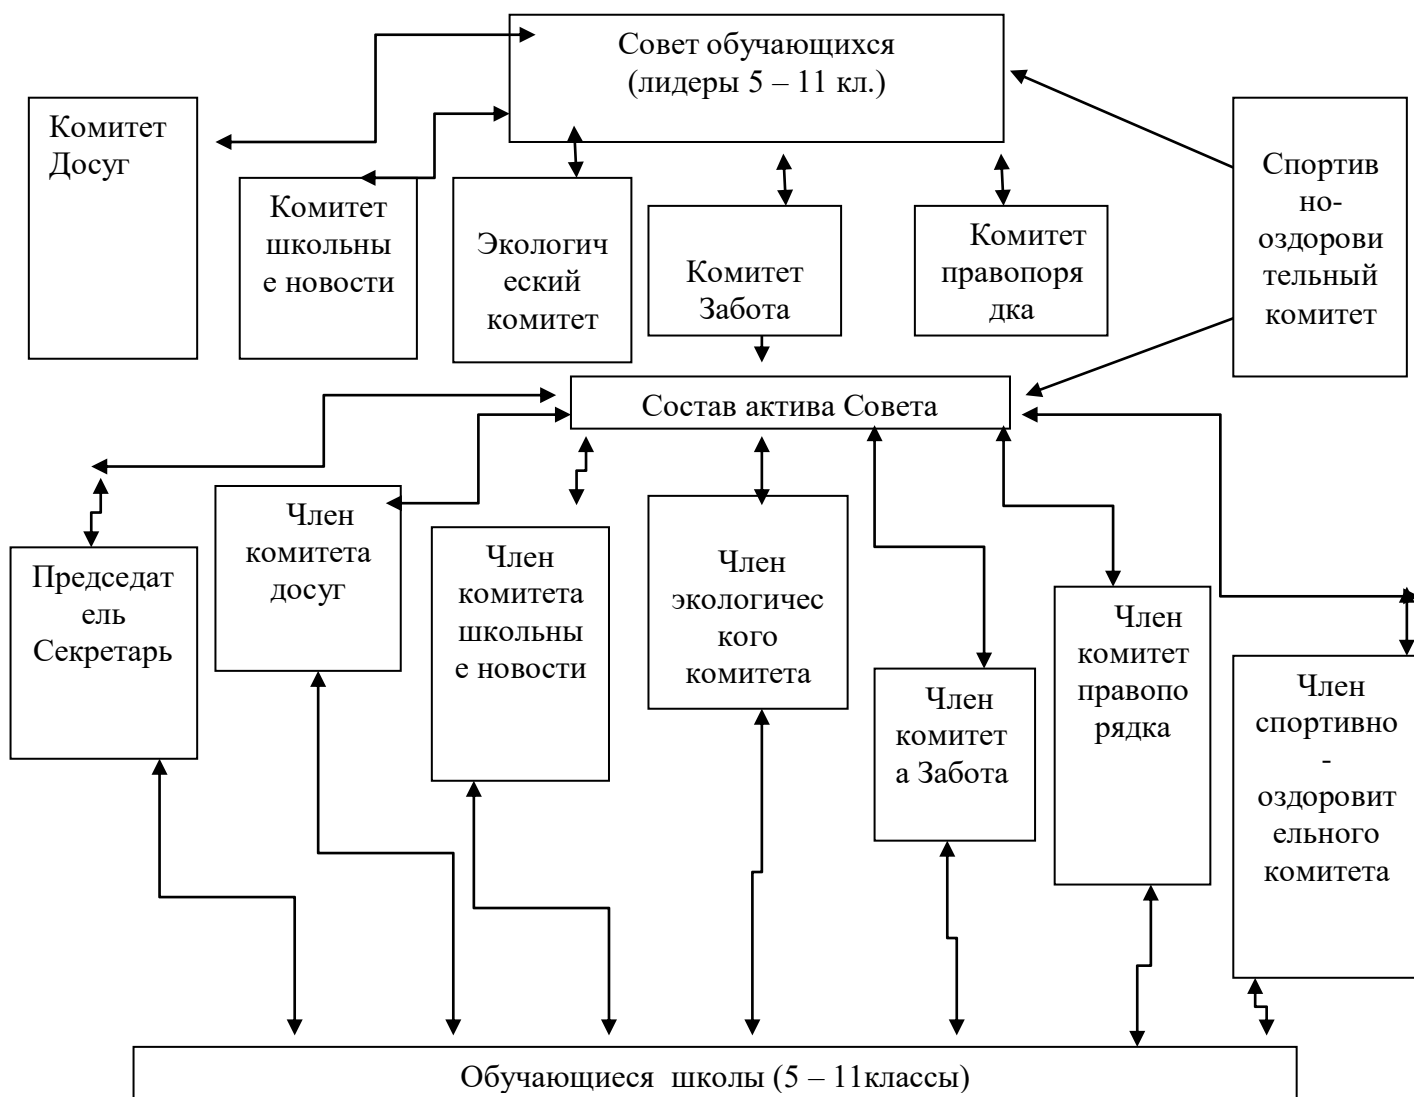 Совет обучающихся
(лидеры 5 – 11 кл.)
Комитет
Досуг
Комитет
школьны
е новости
Экологич
еский
комитет
Комитет
Забота
Комитет
правопоря
дка
Спортив
но-
оздорови
тельный
комитет
Состав актива Совета
Председат
ель
Секретарь
Член
комитета
досуг
Член
комитета
школьны
е новости
Член
экологичес
кого
комитета
Член
комитет
а Забота
Член
комитет
правопо
рядка
Член
спортивно
-
оздоровит
ельного
комитета
Обучающиеся школы (5 – 11классы)